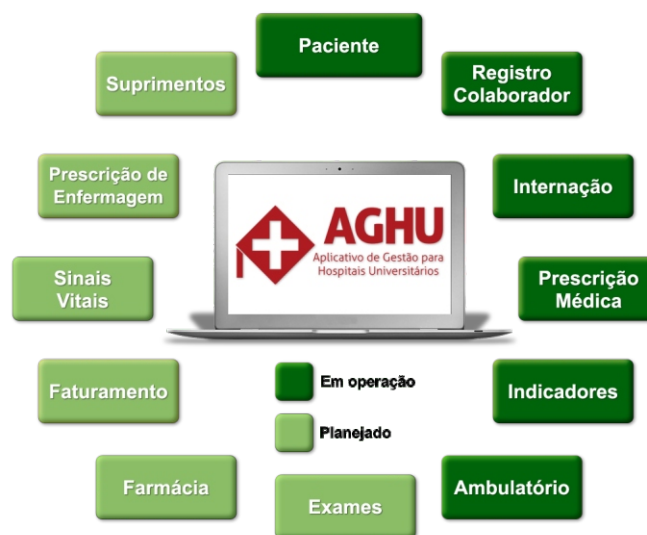 Paciente
Suprimentos
Registro
Colaborador
Prescrição de
Enfermagem
Internação
AGHU
Aplicativo de Gestão para
Hospitais Universitários
Sinais
Vitais
Prescrição
Médica
Faturamento
Em operação
Planejado
Indicadores
Farmácia
Exames
Ambulatório